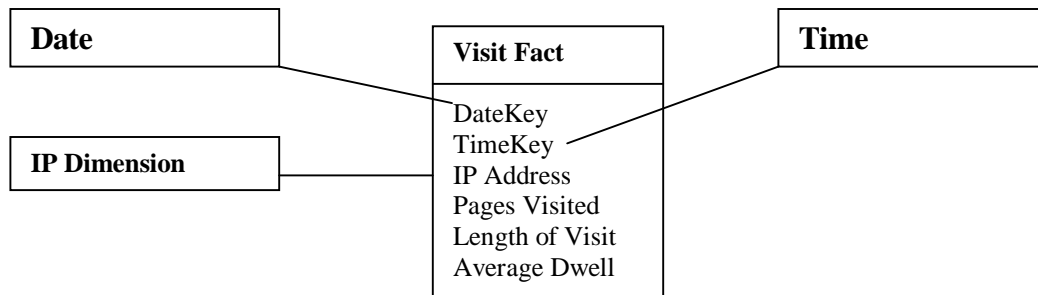 Date
Visit Fact
Time
DateKey
TimeKey
IP Dimension
IP Address
Pages Visited
Length of Visit
Average Dwell